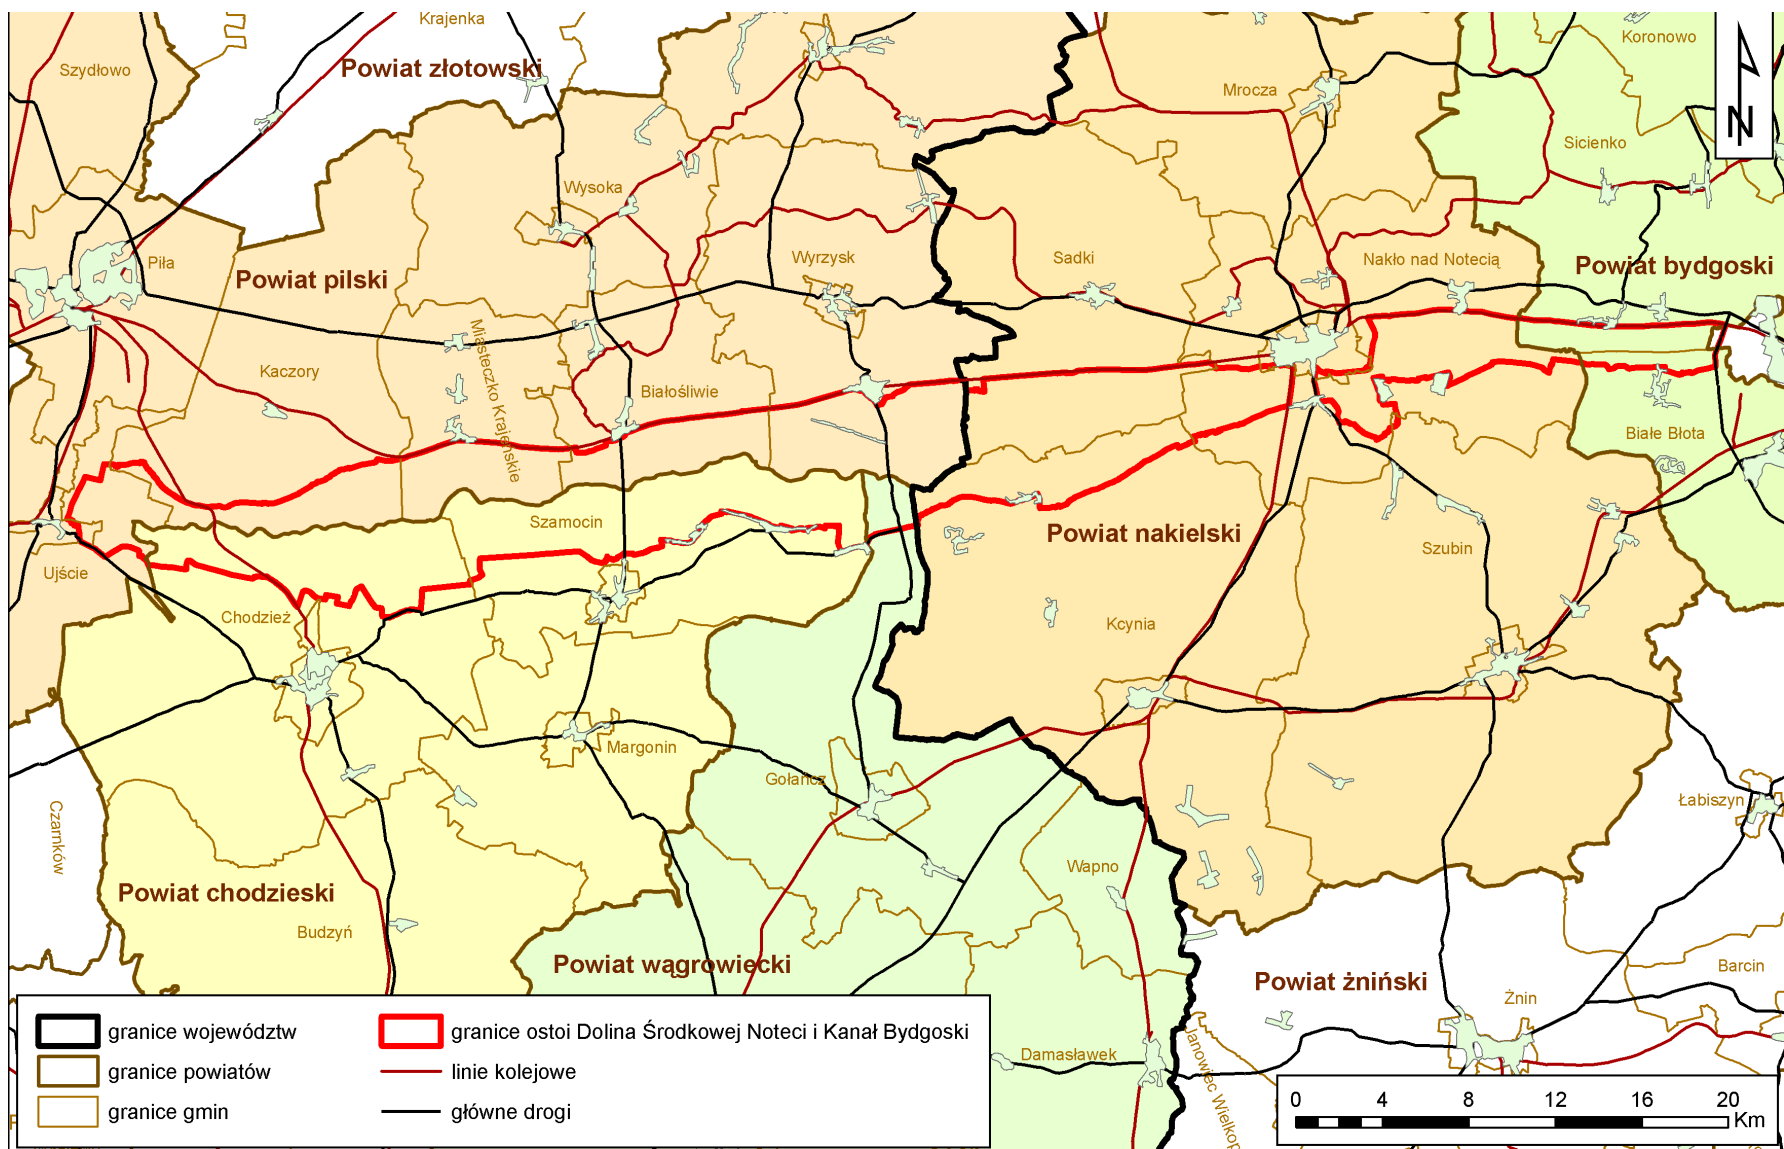 Krajenka
Koronowo
Szydłowo
Powiat złotowski
Mrocza
N
Sicienko
Wysoka
Piła
Wyrzysk
Sadki
Nakło nad Notecią
Powiat bydgoski
Powiat pilski
Miasteczko Krajeńskie
Kaczory
Białośliwie
Białe Błota
Szamocin
Powiat nakielski
Szubin
Ujście
Chodzież
Kcynia
Margonin
Gołańcz
Łabiszyn
Czarnków
Wapno
Powiat chodzieski
Budzyń
Powiat wągrowiecki
Barcin
Powiat żniński
Żnin
Damasławek
Janowiec Wielkop
granice województw
granice powiatów
granice gmin
granice ostoi Dolina Środkowej Noteci i Kanał Bydgoski
linie kolejowe
główne drogi
0 4 8 12 16 20
Km